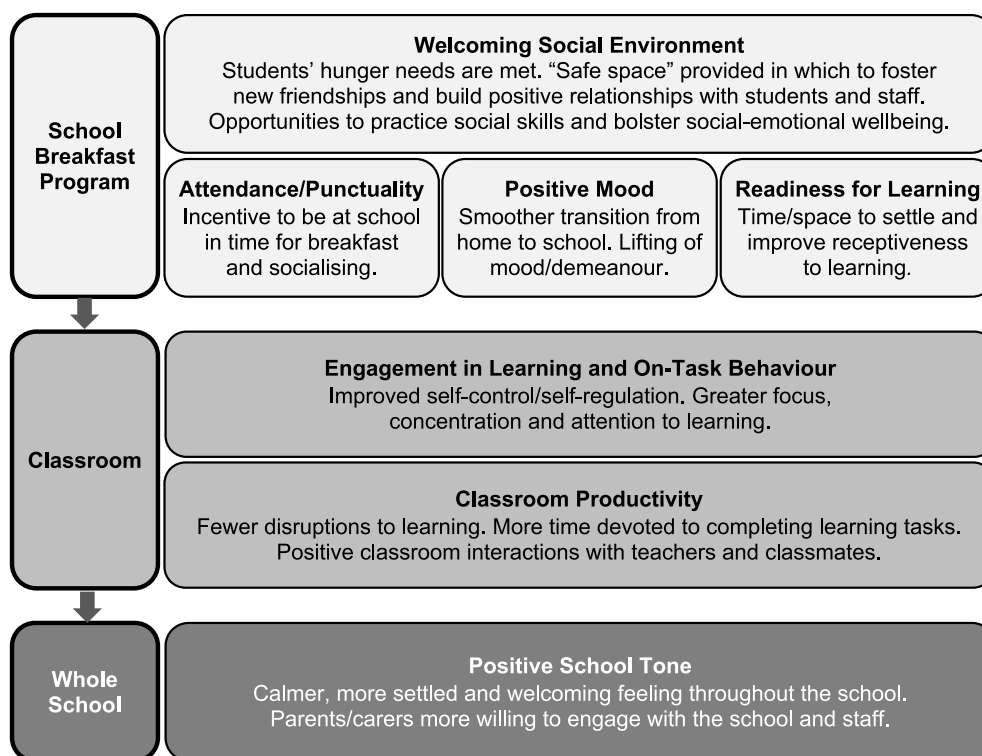 School
Breakfast
Program
Welcoming Social Environment
Students’ hunger needs are met. “Safe space” provided in which to foster
new friendships and build positive relationships with students and staff.
Opportunities to practice social skills and bolster social-emotional wellbeing.
Attendance/Punctuality
Incentive to be at school
in time for breakfast
and socialising.
Positive Mood
Smoother transition from
home to school. Lifting of
mood/demeanour.
Readiness for Learning
Time/space to settle and
improve receptiveness
to learning.
Classroom
Engagement in Learning and On-Task Behaviour
Improved self-control/self-regulation. Greater focus,
concentration and attention to learning.
Classroom Productivity
Fewer disruptions to learning. More time devoted to completing learning tasks.
Positive classroom interactions with teachers and classmates.
Whole
School
Positive School Tone
Calmer, more settled and welcoming feeling throughout the school.
Parents/carers more willing to engage with the school and staff.